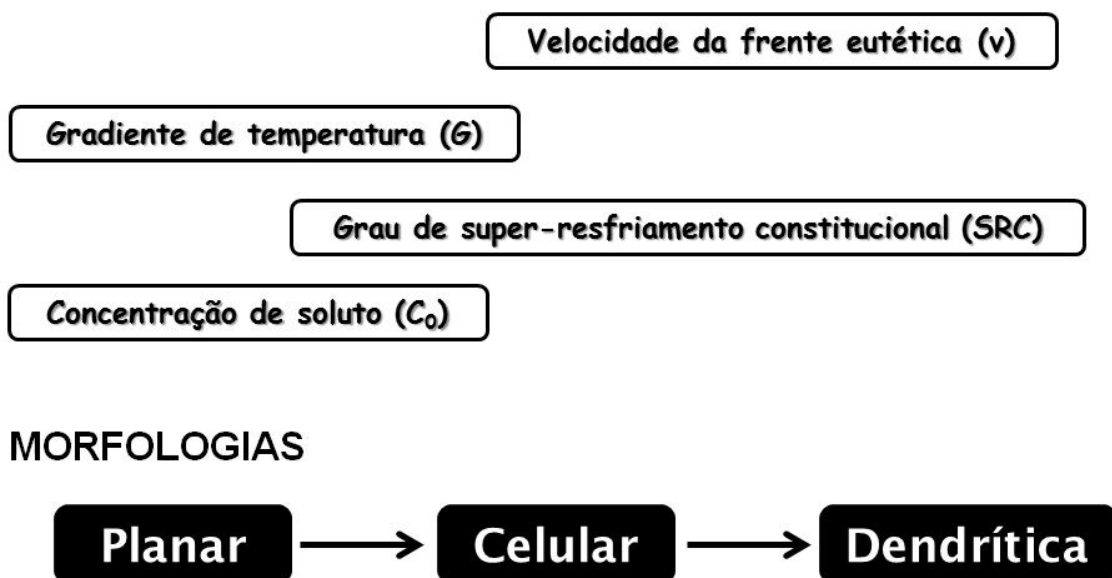 Velocidade da frente eutética (v)
Gradiente de temperatura (G)
Grau de super-resfriamento constitucional (SRC)
Concentração de soluto (C₀)
MORFOLOGIAS
Planar → Celular → Dendrítica